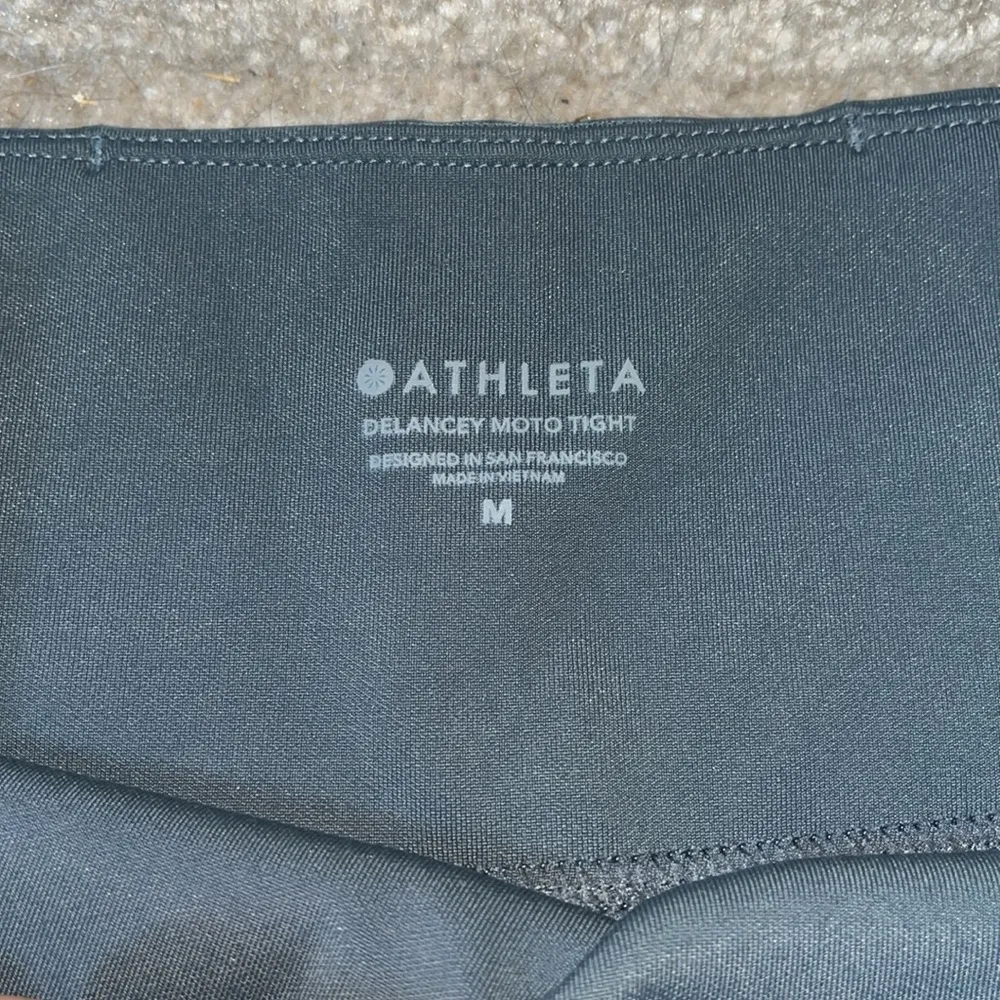 ATHLETA
DELANCEY MOTO TIGHT
DESIGNED IN SAN FRANCISCO
MADE IN VIETNAM
M